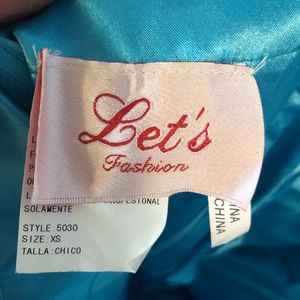 Let's
Fashion
SOLAMENTE
STYLE:5030
SIZE:XS
TALLA:CHICO
CHINA